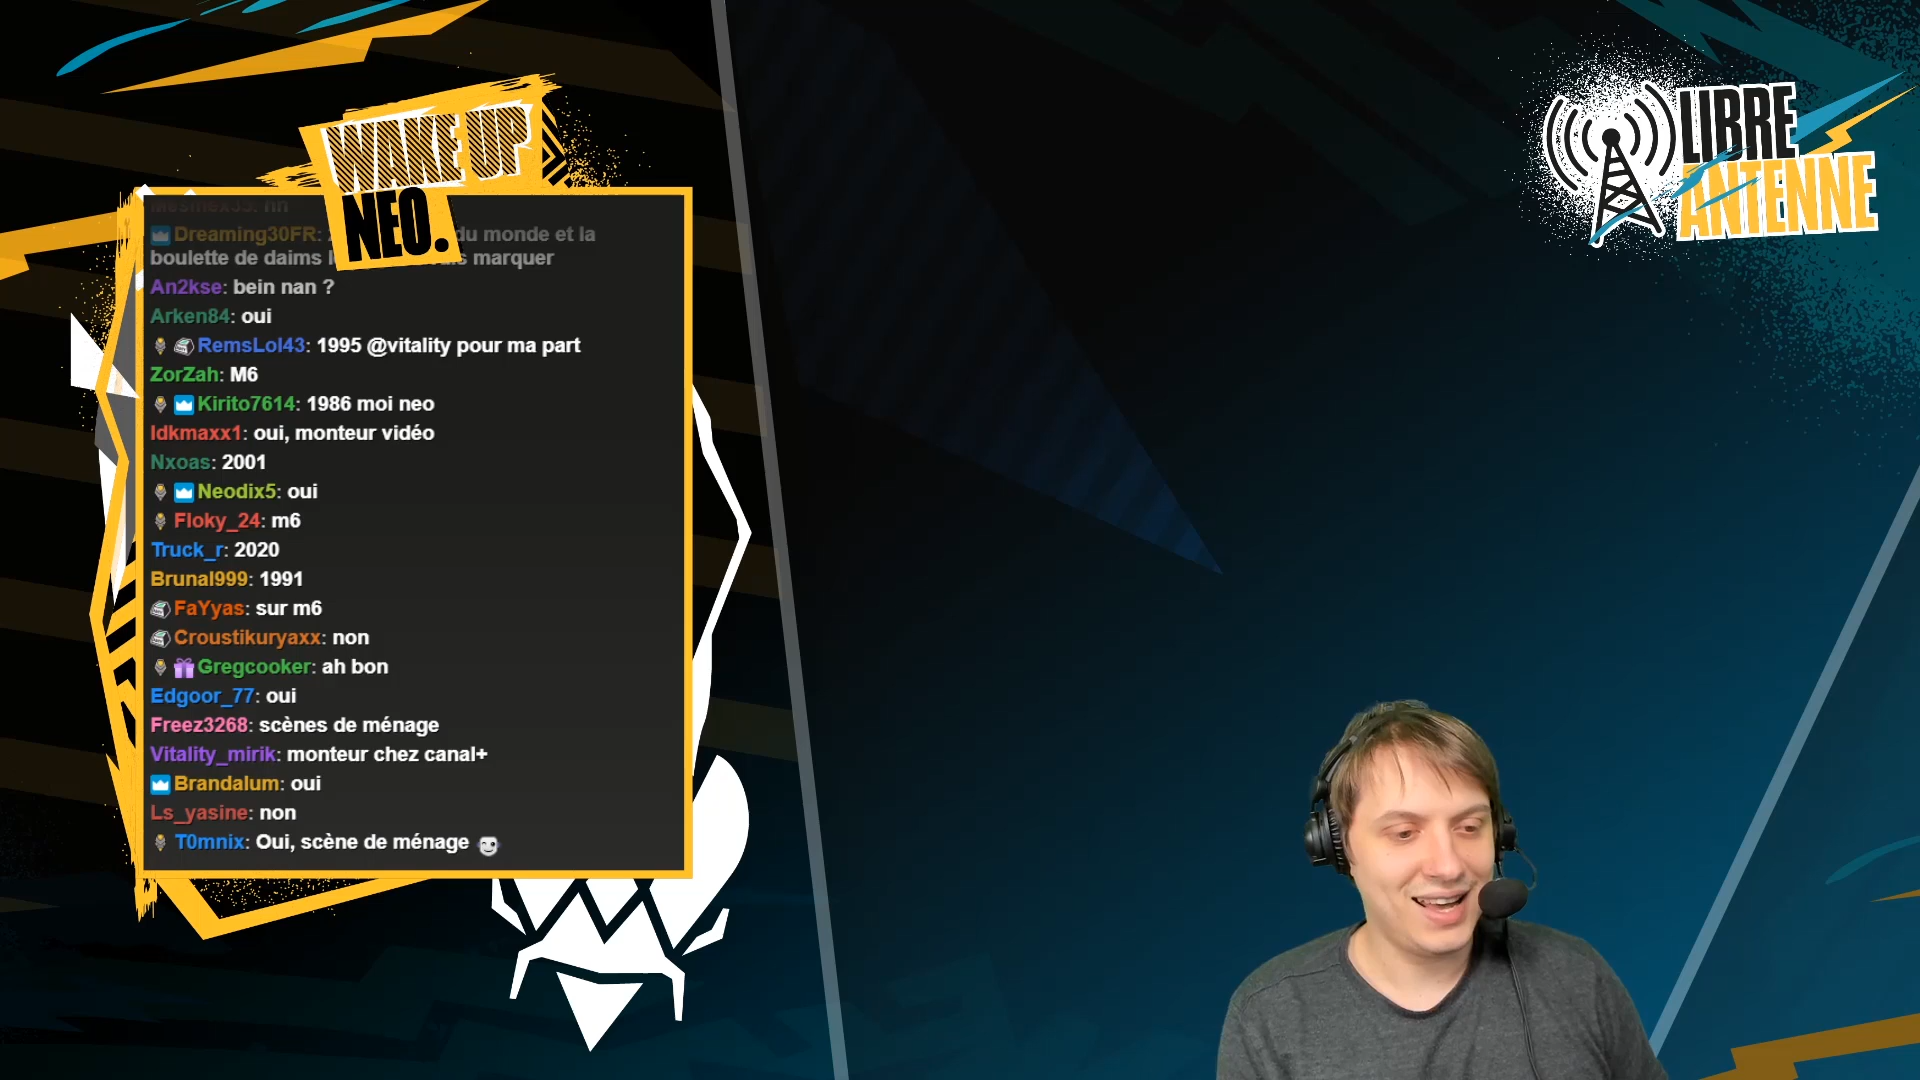 WAKE UP
NEO.
LIBRE
ANTENNE
Mesmex35: nn
Dreaming30FR: du monde et la
boulette de daims marquer
An2kse: bein nan ?
Arken84: oui
RemsLol43: 1995 @vitality pour ma part
ZorZah: M6
Kirito7614: 1986 moi neo
Idkmaxx1: oui, monteur vidéo
Nxoas: 2001
Neodix5: oui
Floky_24: m6
Truck_r: 2020
Brunal999: 1991
FaYyas: sur m6
Croustikuryaxx: non
Gregcooker: ah bon
Edgoor_77: oui
Freez3268: scènes de ménage
Vitality_mirik: monteur chez canal+
Brandalum: oui
Ls_yasine: non
T0mnix: Oui, scène de ménage